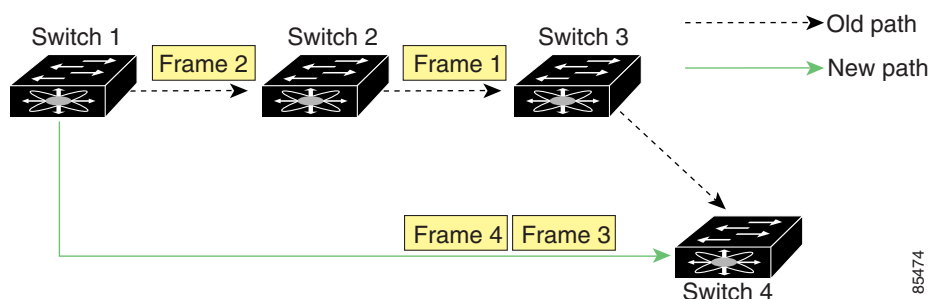 Switch 1
Switch 2
Switch 3
Old path
New path
Frame 2
Frame 1
Frame 4
Frame 3
Switch 4
85474